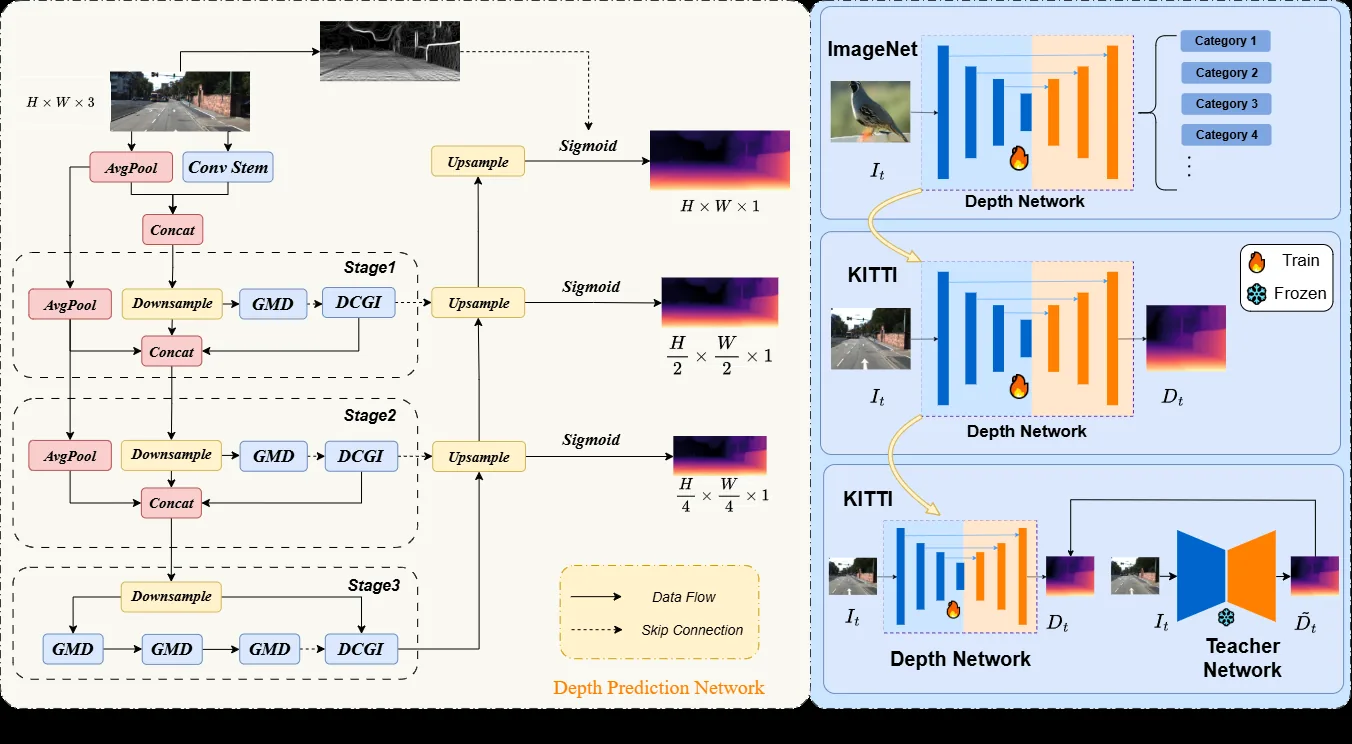 H × W × 3
AvgPool
Conv Stem
Concat
Sigmoid
Upsample
H × W × 1
Stage1
AvgPool
Downsample
GMD
DCGI
Concat
Upsample
Sigmoid
H/2 × W/2 × 1
Stage2
AvgPool
Downsample
GMD
DCGI
Concat
Upsample
Sigmoid
H/4 × W/4 × 1
Stage3
Downsample
GMD
GMD
GMD
DCGI
Data Flow
Skip Connection
Depth Prediction Network
ImageNet
I_t
Depth Network
Category 1
Category 2
Category 3
Category 4
KITTI
Train
Frozen
I_t
D_t
Depth Network
KITTI
I_t
D_t
Depth Network
I_t
D̃_t
Teacher
Network